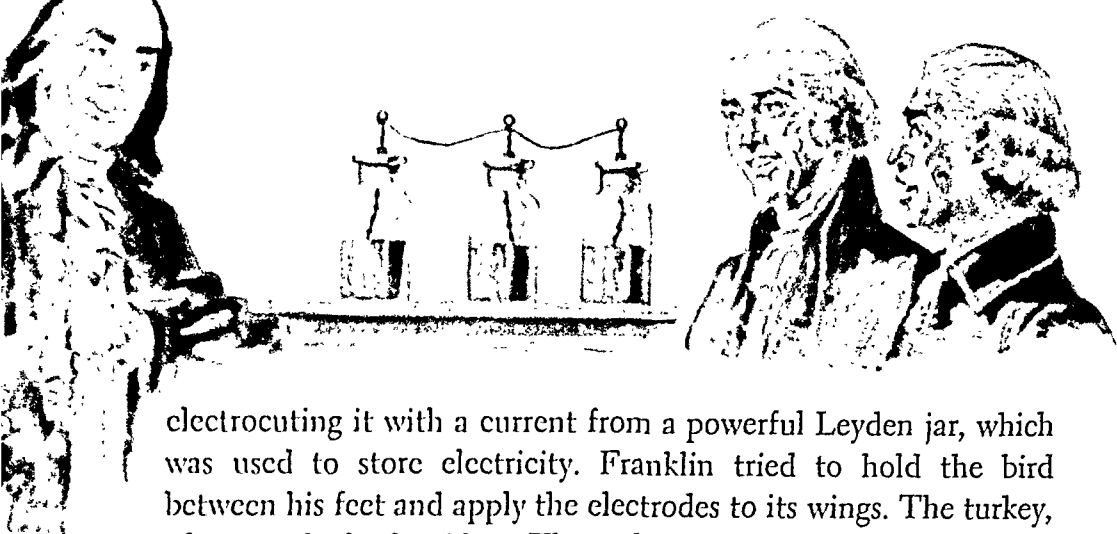 electrocuting it with a current from a powerful Leyden jar, which
was used to store electricity. Franklin tried to hold the bird
between his feet and apply the electrodes to its wings. The turkey,